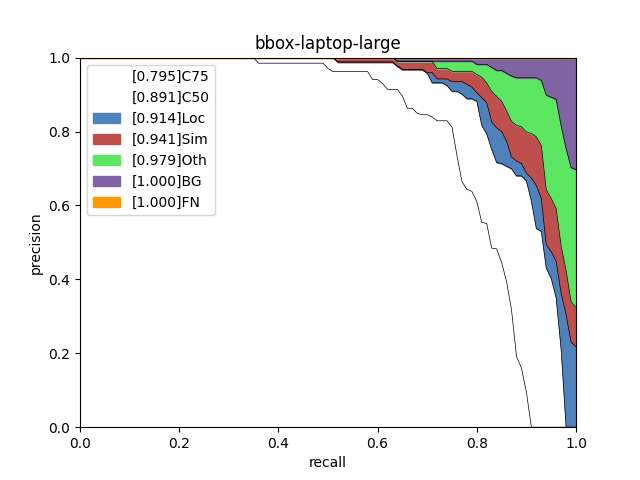 bbox-laptop-large
1.0
0.8
0.6
0.4
0.2
0.0
precision
[0.795]C75
[0.891]C50
[0.914]Loc
[0.941]Sim
[0.979]Oth
[1.000]BG
[1.000]FN
0.0 0.2 0.4 0.6 0.8 1.0
recall